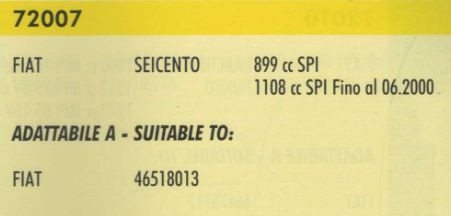 72007
FIAT SEICENTO 899 cc SPI
1108 cc SPI Fino al 06.2000
ADATTABILE A - SUITABLE TO:
FIAT 46518013